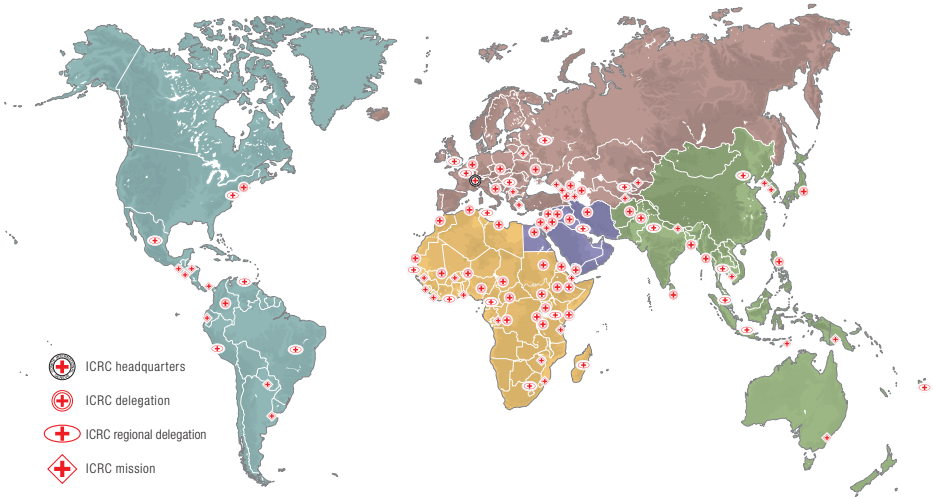 ICRC headquarters
ICRC delegation
ICRC regional delegation
ICRC mission